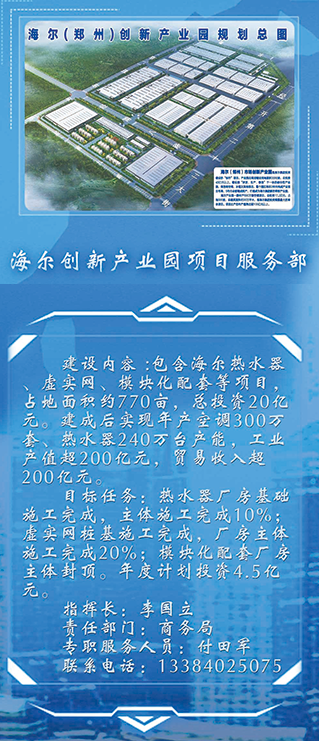 海尔(郑州)创新产业园规划总图
海尔创新产业园项目服务部
建设内容:包含海尔热水器
、虚实网、模块化配套等项目，
占地面积约770亩，总投资20亿
元。建成后实现年产空调300万
套、热水器240万台产能，工业
产值超200亿元，贸易收入超
200亿元。
目标任务：热水器厂房基础
施工完成，主体施工完成10%；
虚实网桩基施工完成，厂房主体
施工完成20%；模块化配套厂房
主体封顶。年度计划投资4.5亿
元。
指挥长：李国立
责任部门：商务局
专职服务人员：付田军
联系电话：13384025075